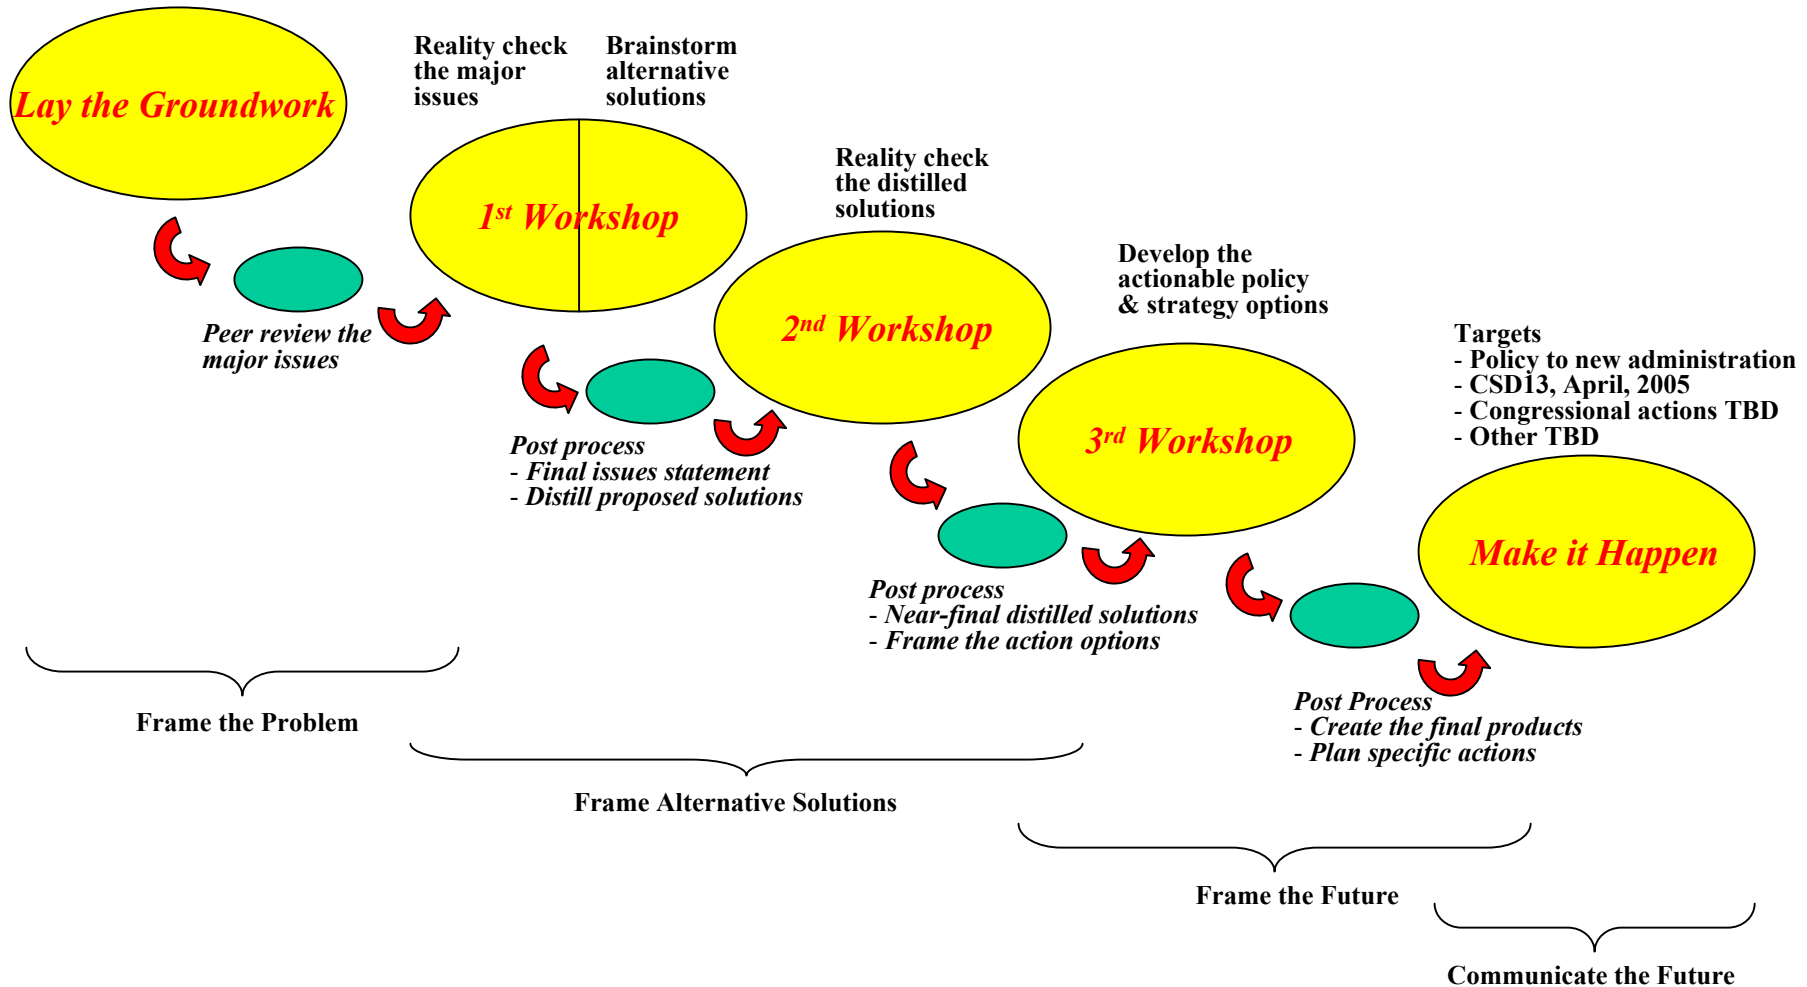 Lay the Groundwork
Reality check
the major
issues
Brainstorm
alternative
solutions
1st Workshop
Peer review the
major issues
Reality check
the distilled
solutions
2nd Workshop
Post process
- Final issues statement
- Distill proposed solutions
Develop the
actionable policy
& strategy options
3rd Workshop
Post process
- Near-final distilled solutions
- Frame the action options
Targets
- Policy to new administration
- CSD13, April, 2005
- Congressional actions TBD
- Other TBD
Make it Happen
Post Process
- Create the final products
- Plan specific actions
Frame the Problem
Frame Alternative Solutions
Frame the Future
Communicate the Future